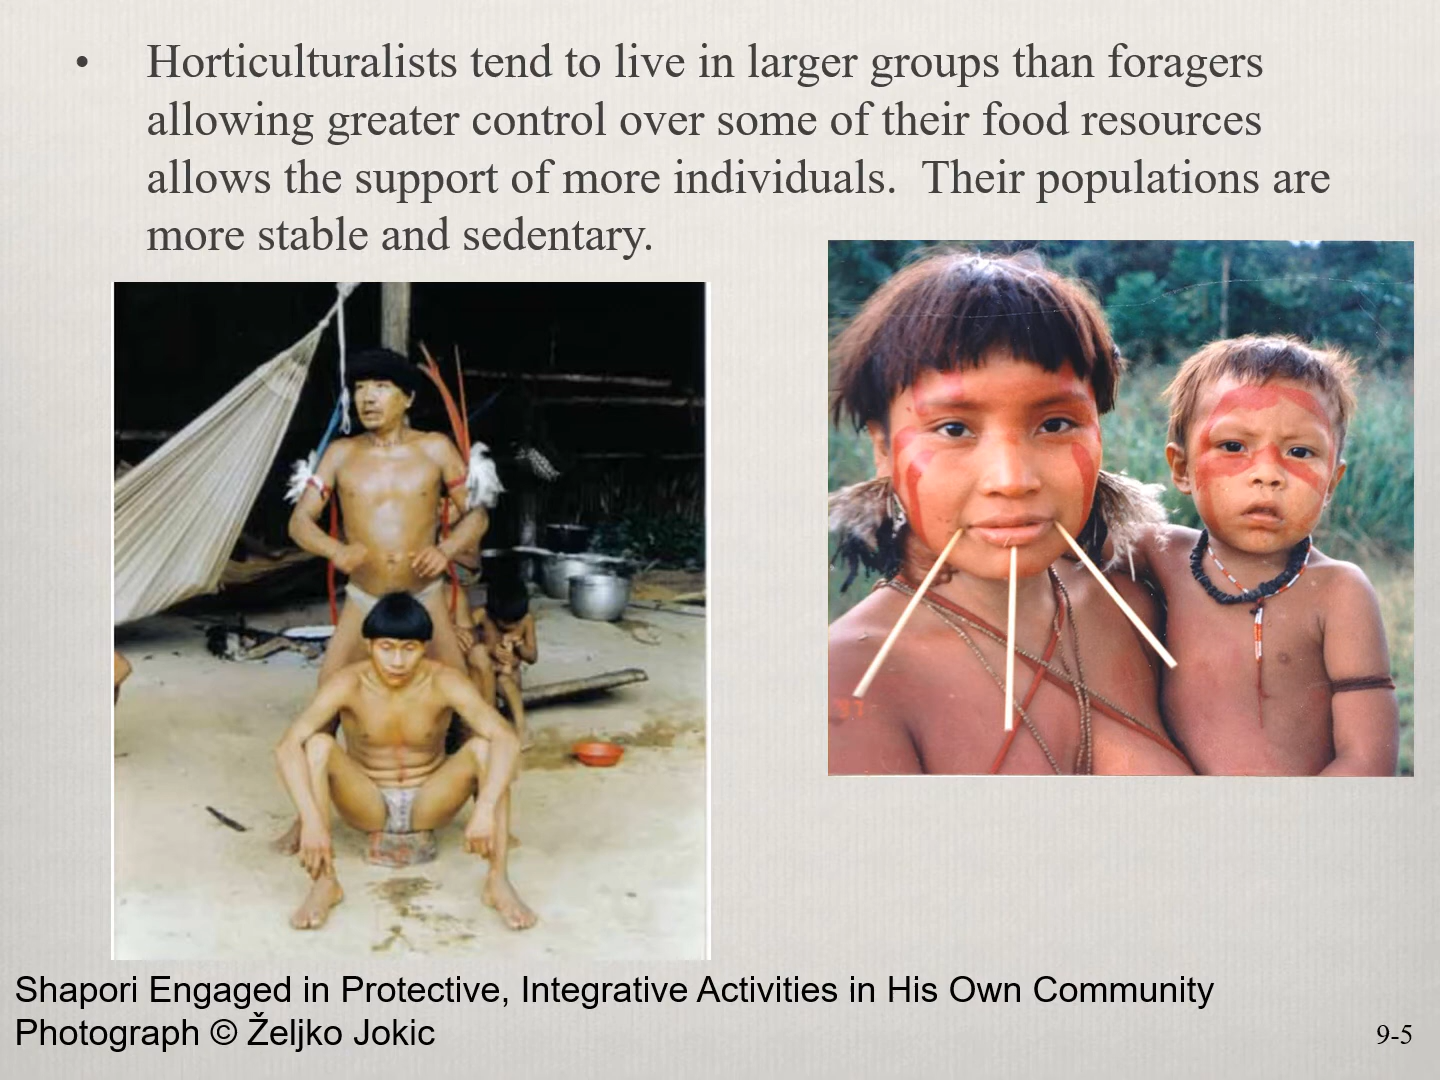 • Horticulturalists tend to live in larger groups than foragers
allowing greater control over some of their food resources
allows the support of more individuals.  Their populations are
more stable and sedentary.
Shapori Engaged in Protective, Integrative Activities in His Own Community
Photograph © Željko Jokic
9-5